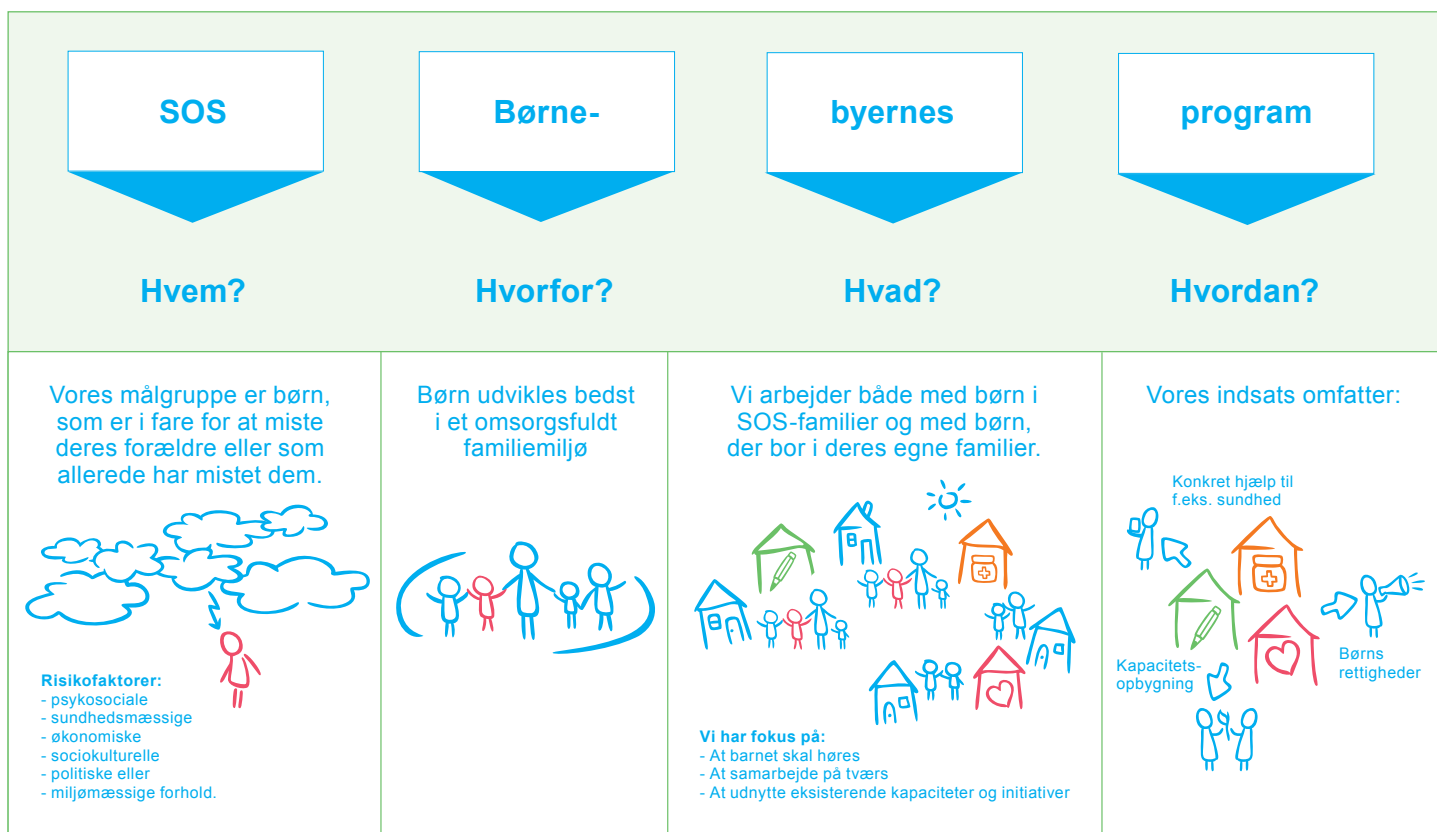 SOS
Børne-
byernes
program
Hvem?
Hvorfor?
Hvad?
Hvordan?
Vores målgruppe er børn,
som er i fare for at miste
deres forældre eller som
allerede har mistet dem.
Risikofaktorer:
- psykosociale
- sundhedsmæssige
- økonomiske
- sociokulturelle
- politiske eller
- miljømæssige forhold.
Børn udvikles bedst
i et omsorgsfuldt
familiemiljø
Vi arbejder både med børn i
SOS-familier og med børn,
der bor i deres egne familier.
Vi har fokus på:
- At barnet skal høres
- At samarbejde på tværs
- At udnytte eksisterende kapaciteter og initiativer
Vores indsats omfatter:
Konkret hjælp til
f.eks. sundhed
Børns
rettigheder
Kapacitets-
opbygning